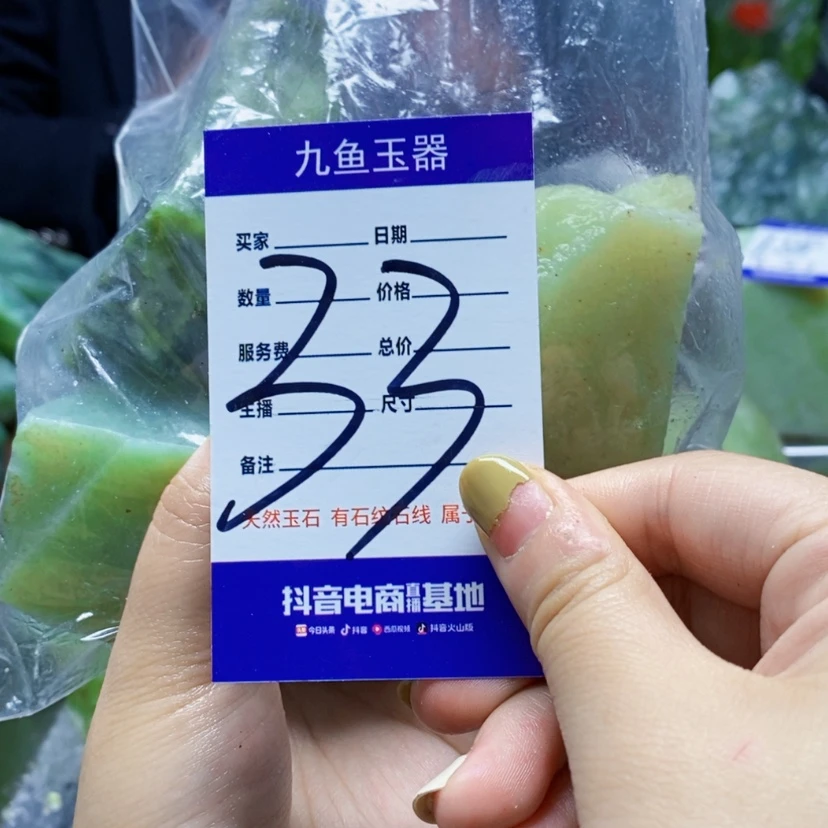 九鱼玉器
买家 日期
数量 价格
服务费 总价
主播 尺寸
备注
33
天然玉石 有石纹石线 属
抖音电商直播基地
今日头条 抖音 西瓜视频 抖音火山版